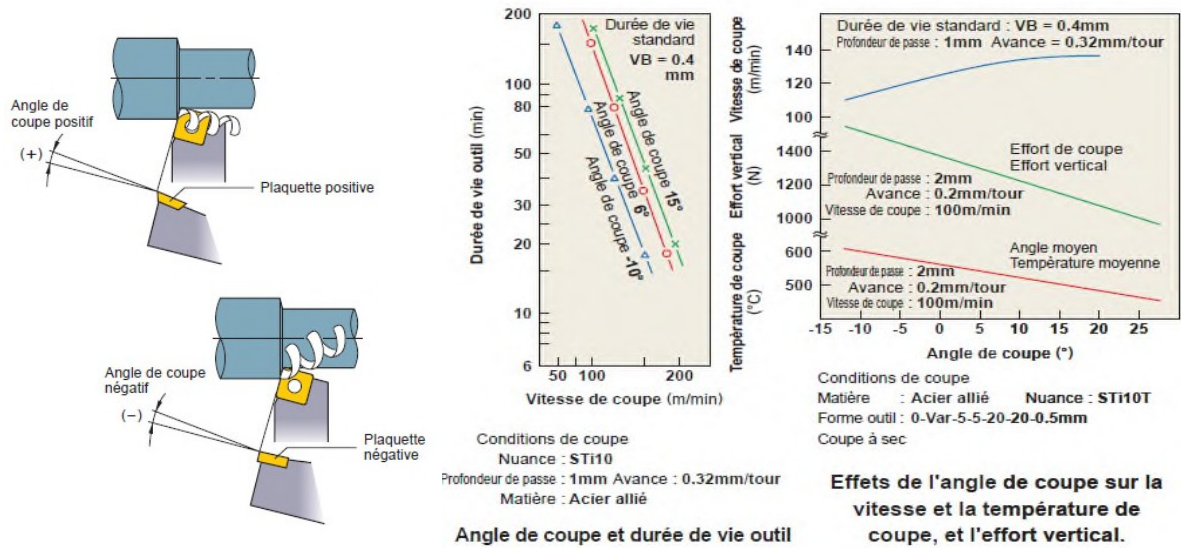 Angle de
coupe positif
(+)
Plaquette positive
Angle de coupe
négatif
(−)
Plaquette
négative
Durée de vie outil (min)
200
100
80
50
30
20
10
6
50 100 200
Vitesse de coupe (m/min)
Durée de vie
standard
VB = 0.4
mm
Angle de coupe 15°
Angle de coupe 6°
Angle de coupe -10°
Conditions de coupe
Nuance : STi10
Profondeur de passe : 1mm Avance : 0.32mm/tour
Matière : Acier allié
Angle de coupe et durée de vie outil
Vitesse de coupe
(m/min)
Effort vertical
(N)
Température de coupe
(°C)
140
120
100
1400
1200
1000
600
500
Durée de vie standard : VB = 0.4mm
Profondeur de passe : 1mm Avance = 0.32mm/tour
Effort de coupe
Effort vertical
Profondeur de passe : 2mm
Avance : 0.2mm/tour
Vitesse de coupe : 100m/min
Angle moyen
Tempèrature moyenne
Profondeur de passe : 2mm
Avance : 0.2mm/tour
Vitesse de coupe : 100m/min
-15 -10 -5 0 5 10 15 20 25
Angle de coupe (°)
Conditions de coupe
Matière : Acier allié Nuance : STi10T
Forme outil : 0-Var-5-5-20-20-0.5mm
Coupe à sec
Effets de l'angle de coupe sur la
vitesse et la température de
coupe, et l'effort vertical.